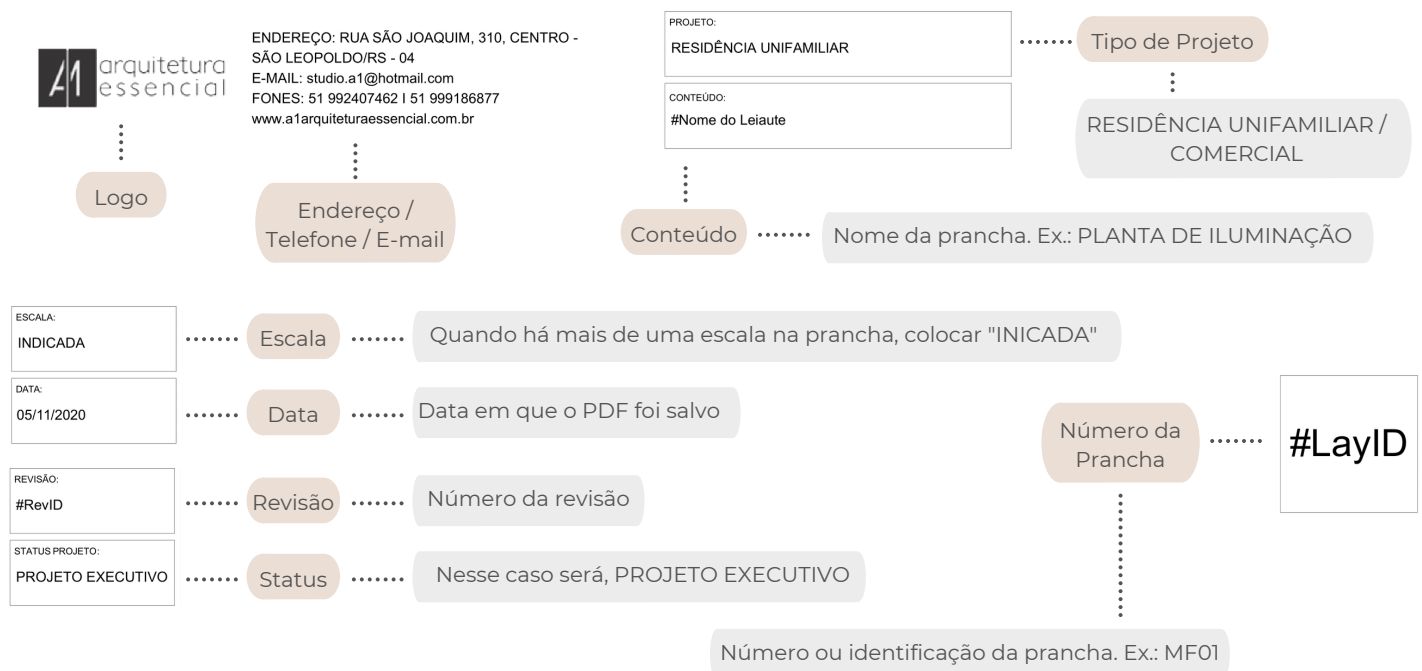 A1 arquitetura
essencial
ENDEREÇO: RUA SÃO JOAQUIM, 310, CENTRO -
SÃO LEOPOLDO/RS - 04
E-MAIL: studio.a1@hotmail.com
FONES: 51 992407462 I 51 999186877
www.a1arquiteturaessencial.com.br
Logo
Endereço /
Telefone / E-mail
PROJETO:
RESIDÊNCIA UNIFAMILIAR
CONTEÚDO:
#Nome do Leiaute
Tipo de Projeto
RESIDÊNCIA UNIFAMILIAR /
COMERCIAL
Conteúdo
Nome da prancha. Ex.: PLANTA DE ILUMINAÇÃO
ESCALA:
INDICADA
Escala
Quando há mais de uma escala na prancha, colocar "INICADA"
DATA:
05/11/2020
Data
Data em que o PDF foi salvo
REVISÃO:
#RevID
Revisão
Número da revisão
STATUS PROJETO:
PROJETO EXECUTIVO
Status
Nesse caso será, PROJETO EXECUTIVO
Número da
Prancha
#LayID
Número ou identificação da prancha. Ex.: MF01